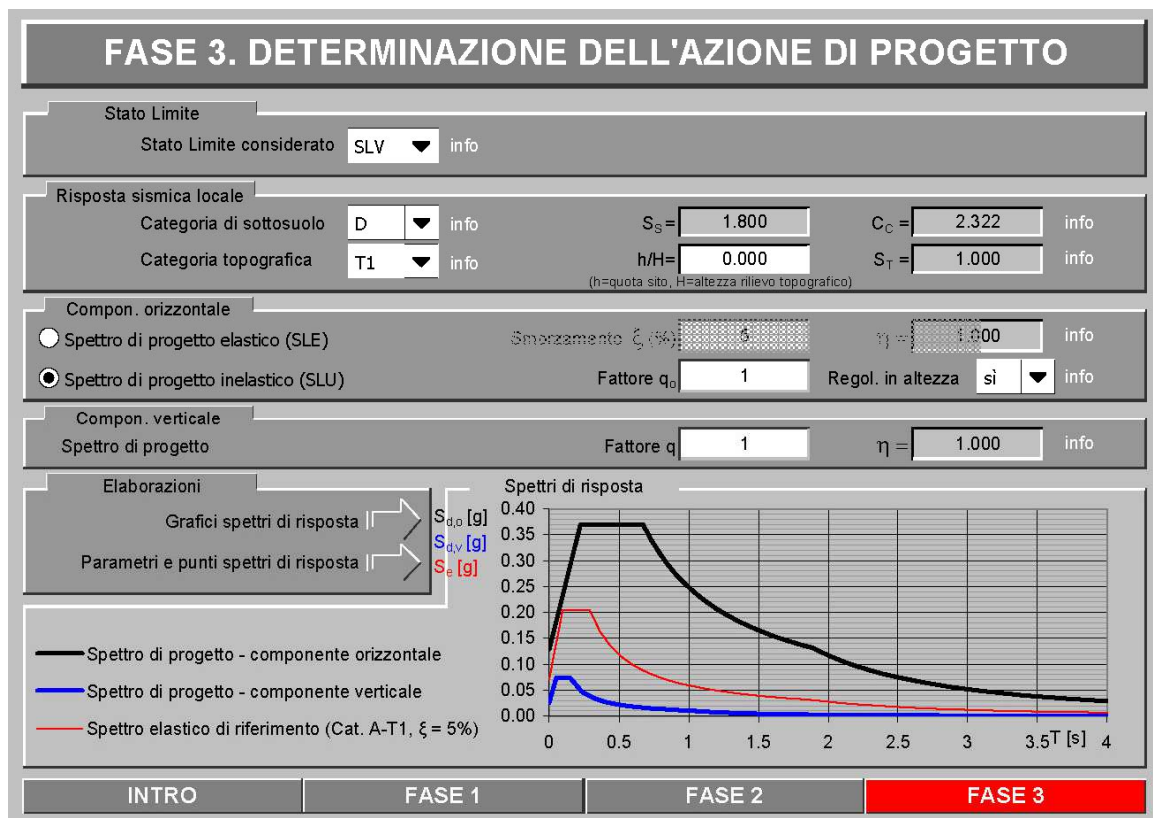 FASE 3. DETERMINAZIONE DELL'AZIONE DI PROGETTO
Stato Limite
Stato Limite considerato SLV info
Risposta sismica locale
Categoria di sottosuolo D info S_S = 1.800 C_C = 2.322 info
Categoria topografica T1 info h/H= 0.000 S_T = 1.000 info
(h=quota sito, H=altezza rilievo topografico)
Compon. orizzontale
Spettro di progetto elastico (SLE) Smorzamento ξ (%) 5 η = 1.000 info
Spettro di progetto inelastico (SLU) Fattore q_o 1 Regol. in altezza sì info
Compon. verticale
Spettro di progetto Fattore q 1 η = 1.000 info
Elaborazioni
Grafici spettri di risposta
Parametri e punti spettri di risposta
Spettri di risposta
S_d,o [g]
S_d,v [g]
S_e [g]
0.40
0.35
0.30
0.25
0.20
0.15
0.10
0.05
0.00
0 0.5 1 1.5 2 2.5 3 3.5 T [s] 4
Spettro di progetto - componente orizzontale
Spettro di progetto - componente verticale
Spettro elastico di riferimento (Cat. A-T1, ξ = 5%)
INTRO FASE 1 FASE 2 FASE 3